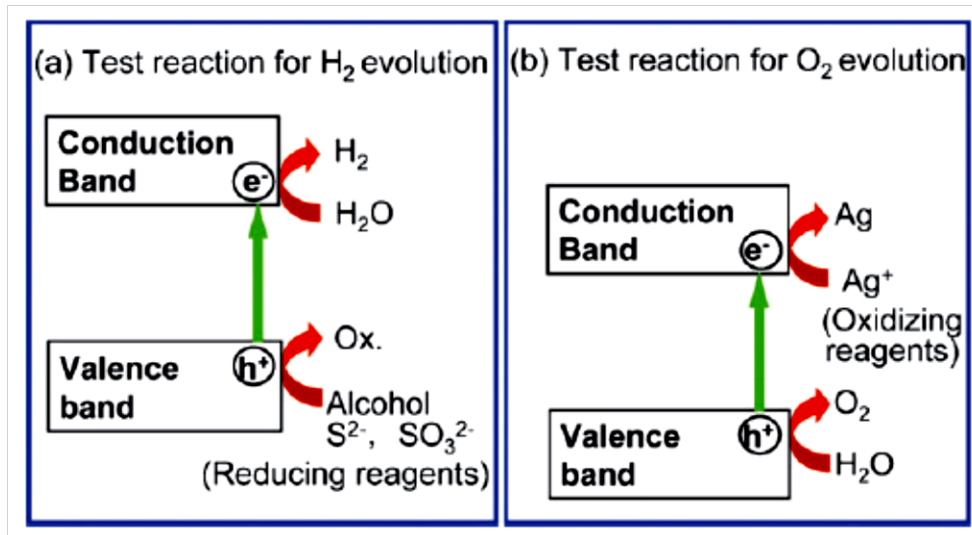 (a) Test reaction for H₂ evolution
Conduction
Band
e⁻
H₂
H₂O
Valence
band
h⁺
Ox.
Alcohol
S²⁻, SO₃²⁻
(Reducing reagents)
(b) Test reaction for O₂ evolution
Conduction
Band
e⁻
Ag
Ag⁺
(Oxidizing
reagents)
Valence
band
h⁺
O₂
H₂O